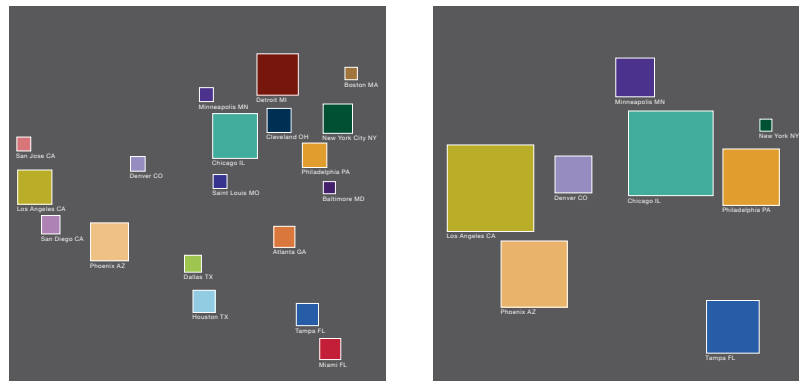 Boston MA
Detroit MI
Minneapolis MN
Cleveland OH
New York City NY
San Jose CA
Chicago IL
Philadelphia PA
Denver CO
Saint Louis MO
Baltimore MD
Los Angeles CA
San Diego CA
Phoenix AZ
Atlanta GA
Dallas TX
Houston TX
Tampa FL
Miami FL
Minneapolis MN
New York NY
Denver CO
Chicago IL
Philadelphia PA
Los Angeles CA
Phoenix AZ
Tampa FL